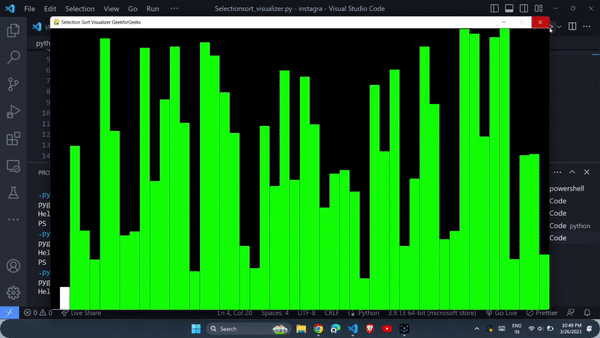 File Edit Selection View Go Run ··· Selectionsort_visualizer.py - instagra - Visual Studio Code
Selection Sort Visualizer GeekforGeeks
pyth
5
6
7
8
9
10
11
12
13
14
PRO
powershell
Code
Code
Code python
Code
.py
pyg
Hel
PS
.py
pyg
Hel
PS
.py
pyg
Hel
0 0 Live Share Ln 4, Col 20 Spaces: 4 UTF-8 CRLF Python 3.9.13 64-bit (microsoft store) Go Live Prettier
Search
ENG
IN
10:49 PM
3/26/2023